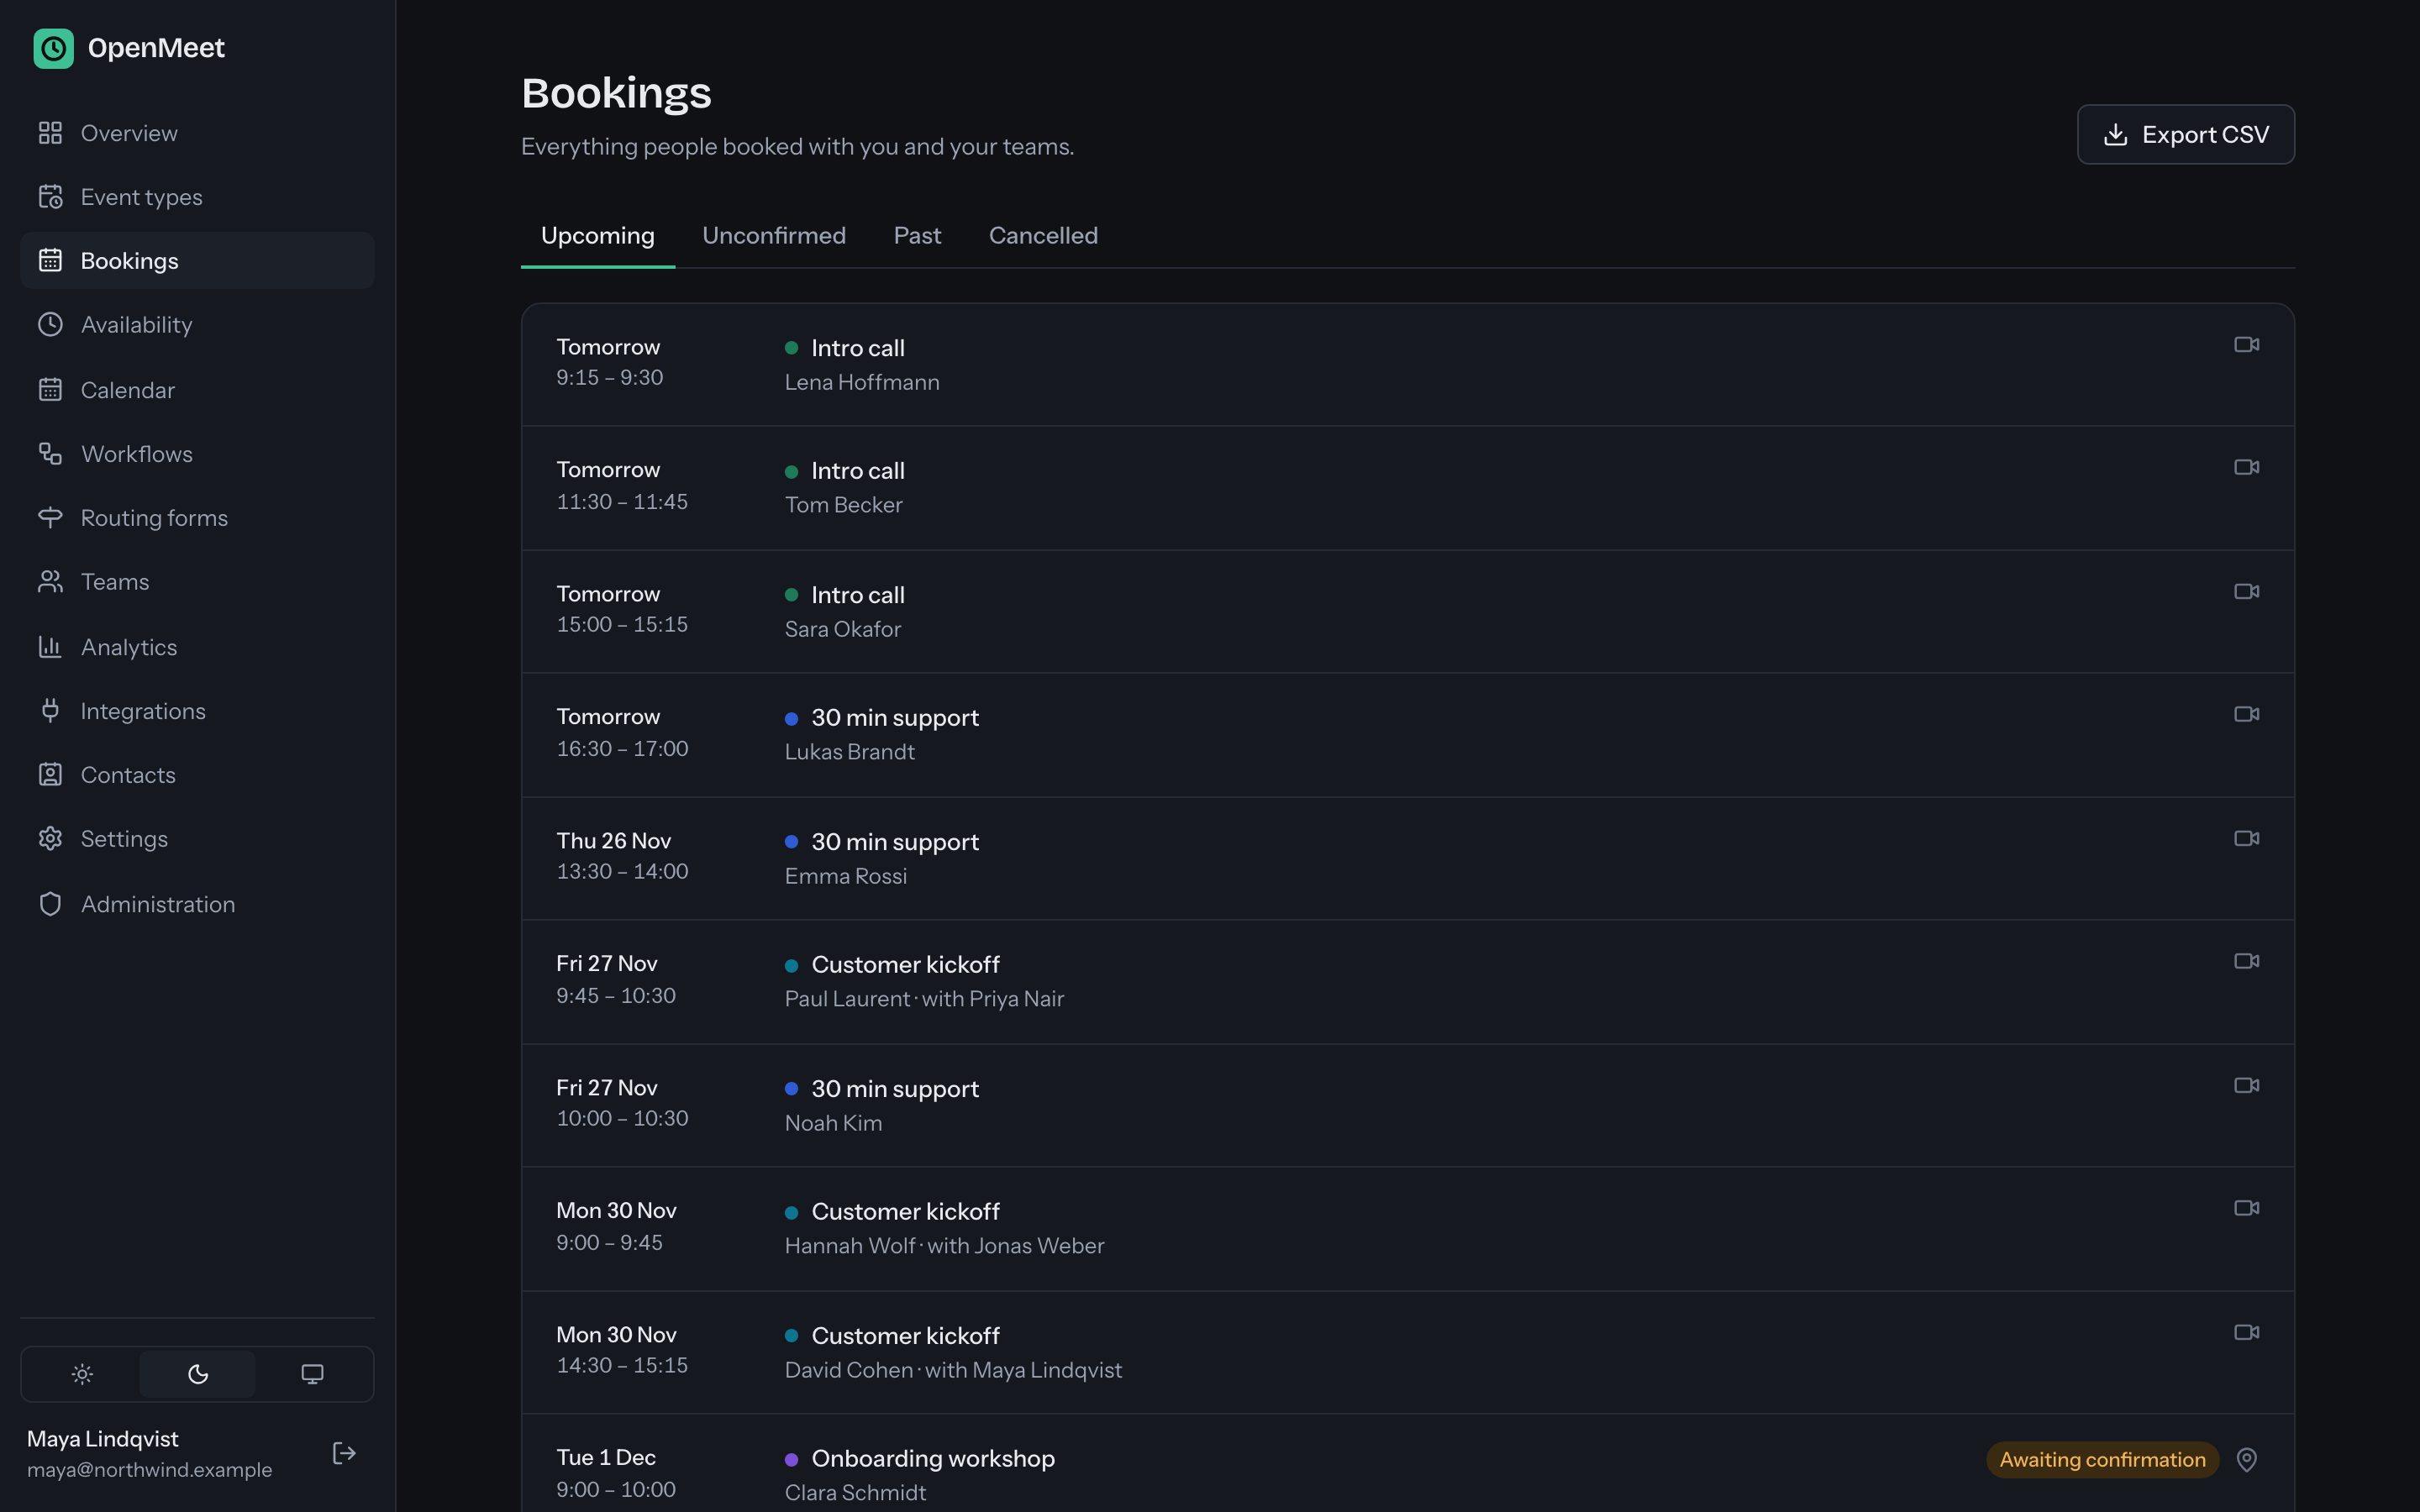 OpenMeet
Overview
Event types
Bookings
Availability
Calendar
Workflows
Routing forms
Teams
Analytics
Integrations
Contacts
Settings
Administration
Maya Lindqvist
maya@northwind.example
Bookings
Everything people booked with you and your teams.
Export CSV
Upcoming Unconfirmed Past Cancelled
Tomorrow
9:15 – 9:30
Intro call
Lena Hoffmann
Tomorrow
11:30 – 11:45
Intro call
Tom Becker
Tomorrow
15:00 – 15:15
Intro call
Sara Okafor
Tomorrow
16:30 – 17:00
30 min support
Lukas Brandt
Thu 26 Nov
13:30 – 14:00
30 min support
Emma Rossi
Fri 27 Nov
9:45 – 10:30
Customer kickoff
Paul Laurent · with Priya Nair
Fri 27 Nov
10:00 – 10:30
30 min support
Noah Kim
Mon 30 Nov
9:00 – 9:45
Customer kickoff
Hannah Wolf · with Jonas Weber
Mon 30 Nov
14:30 – 15:15
Customer kickoff
David Cohen · with Maya Lindqvist
Tue 1 Dec
9:00 – 10:00
Onboarding workshop
Clara Schmidt
Awaiting confirmation